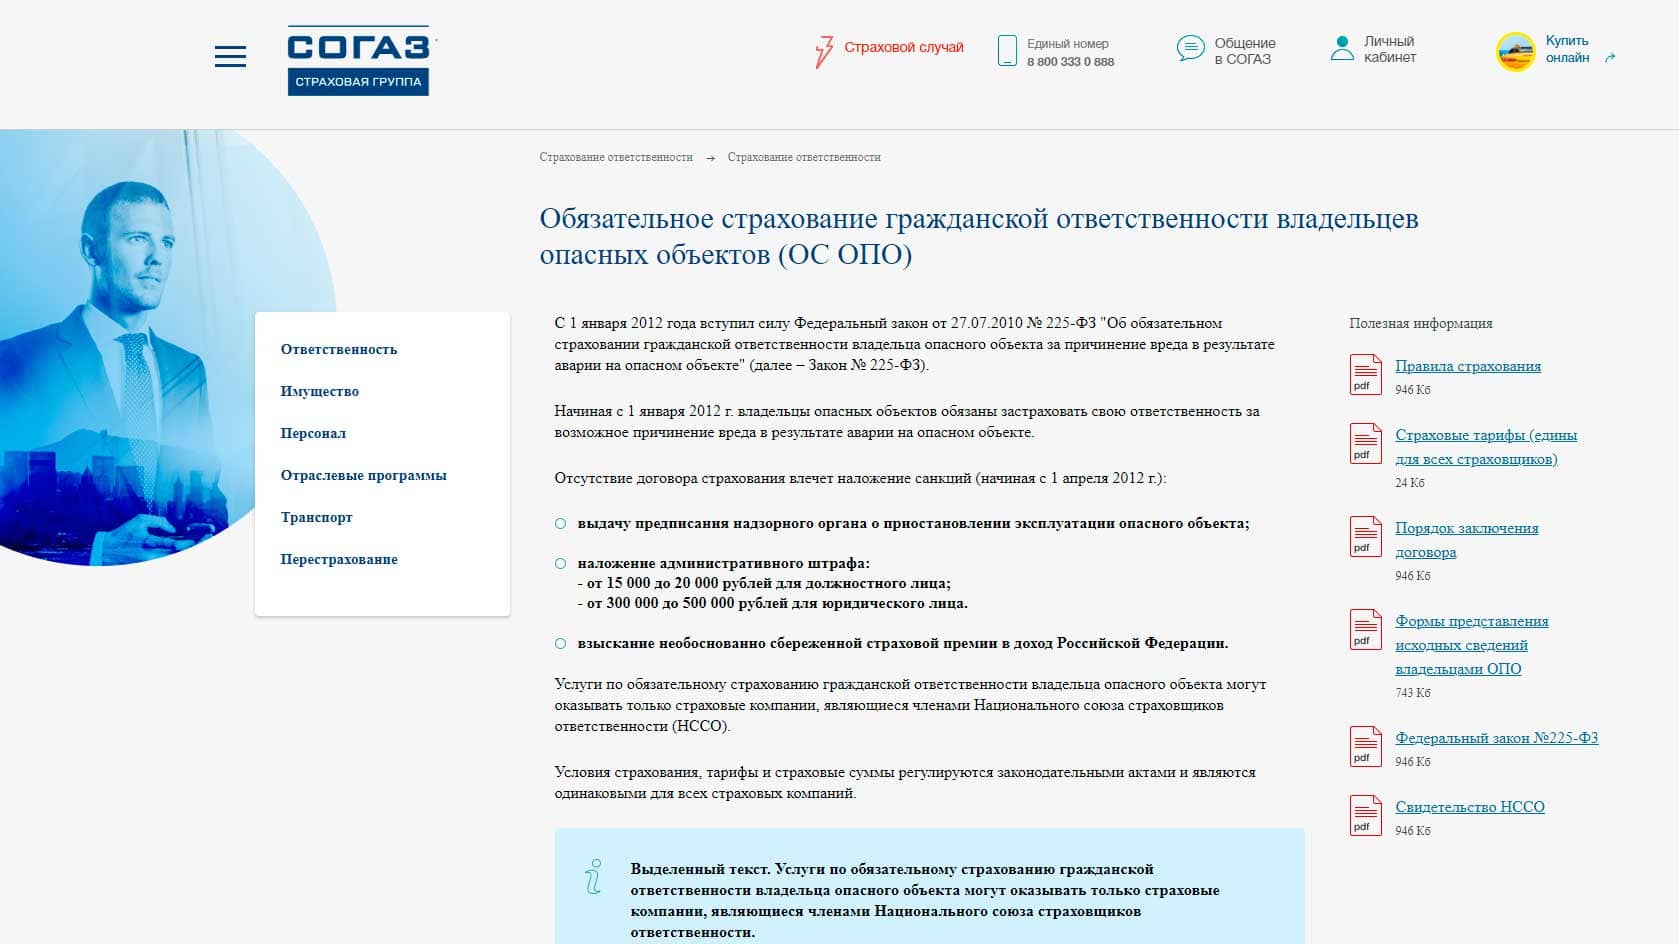 СОГАЗ
СТРАХОВАЯ ГРУППА
Страховой случай
Единый номер
8 800 333 0 888
Общение
в СОГАЗ
Личный
кабинет
Купить
онлайн
Страхование ответственности → Страхование ответственности
Обязательное страхование гражданской ответственности владельцев
опасных объектов (ОС ОПО)
Ответственность
Имущество
Персонал
Отраслевые программы
Транспорт
Перестрахование
С 1 января 2012 года вступил силу Федеральный закон от 27.07.2010 № 225-ФЗ "Об обязательном
страховании гражданской ответственности владельца опасного объекта за причинение вреда в результате
аварии на опасном объекте" (далее – Закон № 225-ФЗ).
Начиная с 1 января 2012 г. владельцы опасных объектов обязаны застраховать свою ответственность за
возможное причинение вреда в результате аварии на опасном объекте.
Отсутствие договора страхования влечет наложение санкций (начиная с 1 апреля 2012 г.):
выдачу предписания надзорного органа о приостановлении эксплуатации опасного объекта;
наложение административного штрафа:
- от 15 000 до 20 000 рублей для должностного лица;
- от 300 000 до 500 000 рублей для юридического лица.
взыскание необоснованно сбереженной страховой премии в доход Российской Федерации.
Услуги по обязательному страхованию гражданской ответственности владельца опасного объекта могут
оказывать только страховые компании, являющиеся членами Национального союза страховщиков
ответственности (НССО).
Условия страхования, тарифы и страховые суммы регулируются законодательными актами и являются
одинаковыми для всех страховых компаний.
Выделенный текст. Услуги по обязательному страхованию гражданской
ответственности владельца опасного объекта могут оказывать только страховые
компании, являющиеся членами Национального союза страховщиков
ответственности.
Полезная информация
pdf
Правила страхования
946 Кб
pdf
Страховые тарифы (едины
для всех страховщиков)
24 Кб
pdf
Порядок заключения
договора
946 Кб
pdf
Формы представления
исходных сведений
владельцами ОПО
743 Кб
pdf
Федеральный закон №225-ФЗ
946 Кб
pdf
Свидетельство НССО
946 Кб